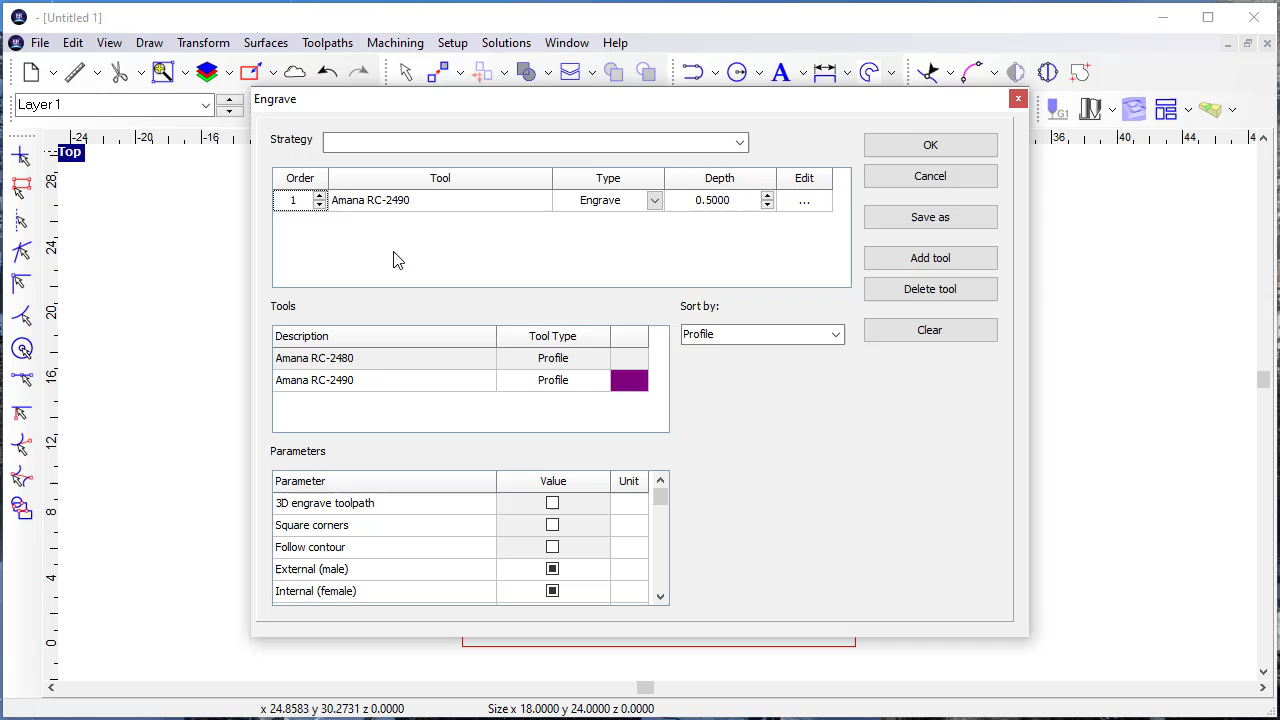 - [Untitled 1]
File Edit View Draw Transform Surfaces Toolpaths Machining Setup Solutions Window Help
Layer 1
G1
Engrave
-24 -20 -16 36 40 44 48
Top
28
24
20
16
12
8
4
0
Strategy
OK
Cancel
Save as
Add tool
Delete tool
Clear
Order Tool Type Depth Edit
1 Amana RC-2490 Engrave 0.5000 ...
Tools
Sort by:
Profile
Description Tool Type
Amana RC-2480 Profile
Amana RC-2490 Profile
Parameters
Parameter Value Unit
3D engrave toolpath
Square corners
Follow contour
External (male)
Internal (female)
x 24.8583 y 30.2731 z 0.0000 Size x 18.0000 y 24.0000 z 0.0000